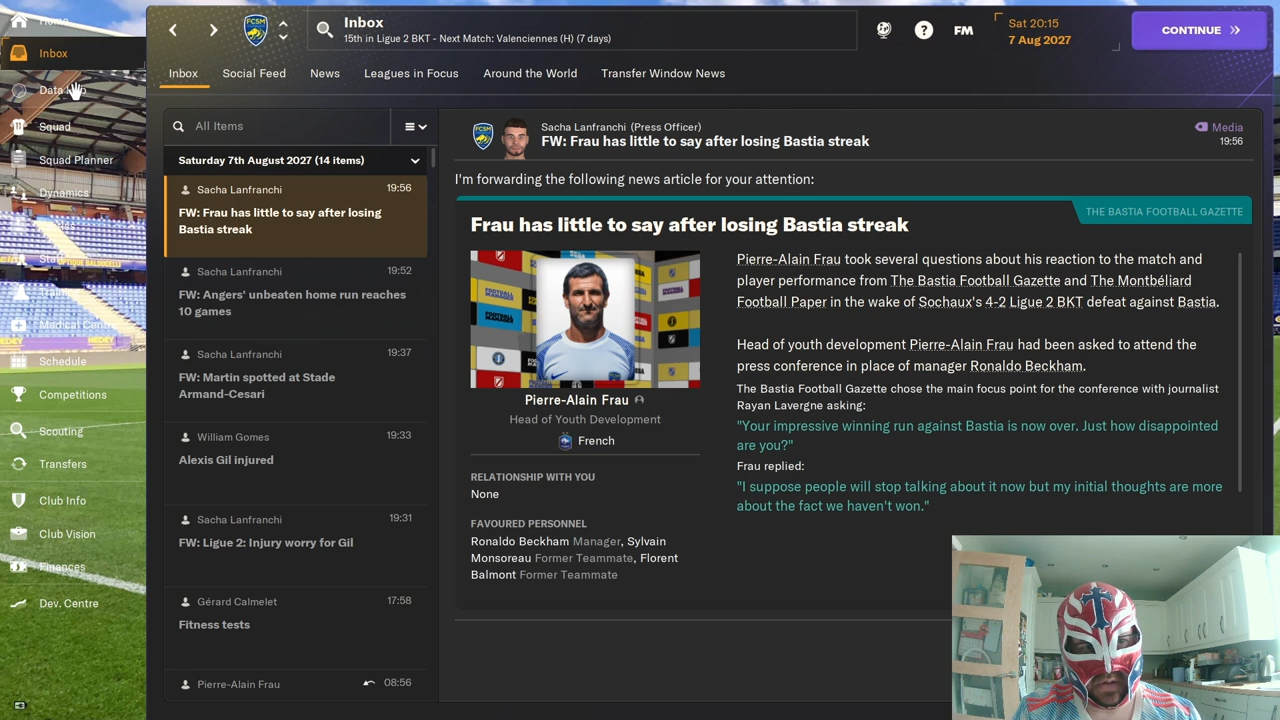 Home
Inbox
Data Hub
Squad
Squad Planner
Dynamics
Medical Centre
Schedule
Competitions
Scouting
Transfers
Club Info
Club Vision
Finances
Dev. Centre
FCSM
Inbox
15th in Ligue 2 BKT - Next Match: Valenciennes (H) (7 days)
?
FM
Sat 20:15
7 Aug 2027
CONTINUE
Inbox
Social Feed
News
Leagues in Focus
Around the World
Transfer Window News
All Items
Saturday 7th August 2027 (14 items)
Sacha Lanfranchi 19:56
FW: Frau has little to say after losing
Bastia streak
Sacha Lanfranchi 19:52
FW: Angers' unbeaten home run reaches
10 games
Sacha Lanfranchi 19:37
FW: Martin spotted at Stade
Armand-Cesari
William Gomes 19:33
Alexis Gil injured
Sacha Lanfranchi 19:31
FW: Ligue 2: Injury worry for Gil
Gérard Calmelet 17:58
Fitness tests
Pierre-Alain Frau 08:56
FCSM
Sacha Lanfranchi (Press Officer)
FW: Frau has little to say after losing Bastia streak
Media
19:56
I'm forwarding the following news article for your attention:
THE BASTIA FOOTBALL GAZETTE
Frau has little to say after losing Bastia streak
Pierre-Alain Frau
Head of Youth Development
French
RELATIONSHIP WITH YOU
None
FAVOURED PERSONNEL
Ronaldo Beckham Manager, Sylvain
Monsoreau Former Teammate, Florent
Balmont Former Teammate
Pierre-Alain Frau took several questions about his reaction to the match and
player performance from The Bastia Football Gazette and The Montbéliard
Football Paper in the wake of Sochaux's 4-2 Ligue 2 BKT defeat against Bastia.
Head of youth development Pierre-Alain Frau had been asked to attend the
press conference in place of manager Ronaldo Beckham.
The Bastia Football Gazette chose the main focus point for the conference with journalist
Rayan Lavergne asking:
"Your impressive winning run against Bastia is now over. Just how disappointed
are you?"
Frau replied:
"I suppose people will stop talking about it now but my initial thoughts are more
about the fact we haven't won."